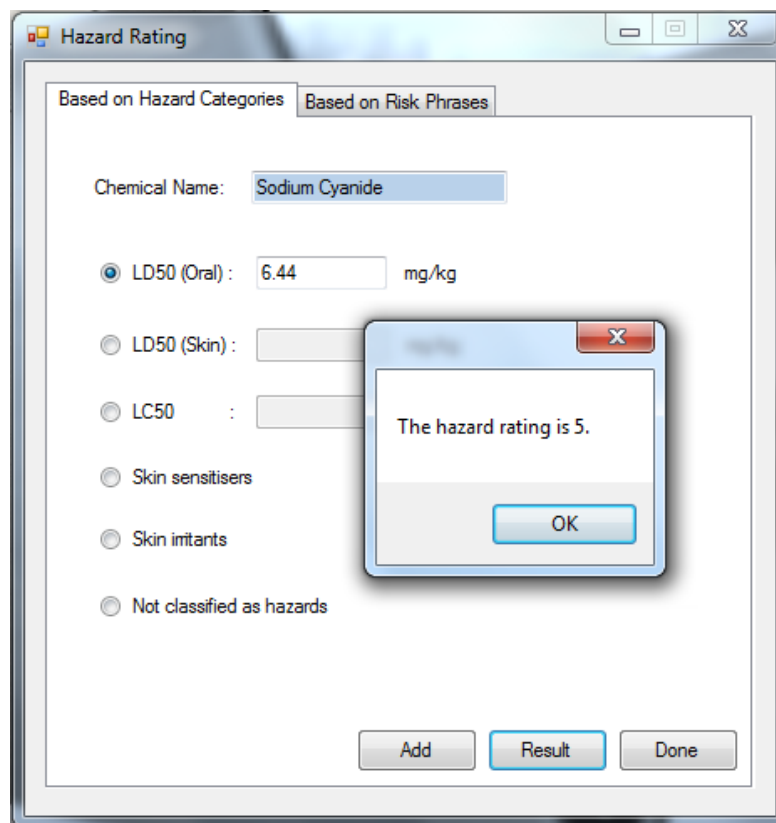 Hazard Rating
Based on Hazard Categories
Based on Risk Phrases
Chemical Name: Sodium Cyanide
LD50 (Oral) : 6.44 mg/kg
LD50 (Skin) :
LC50 :
Skin sensitisers
Skin irritants
Not classified as hazards
The hazard rating is 5.
OK
Add
Result
Done